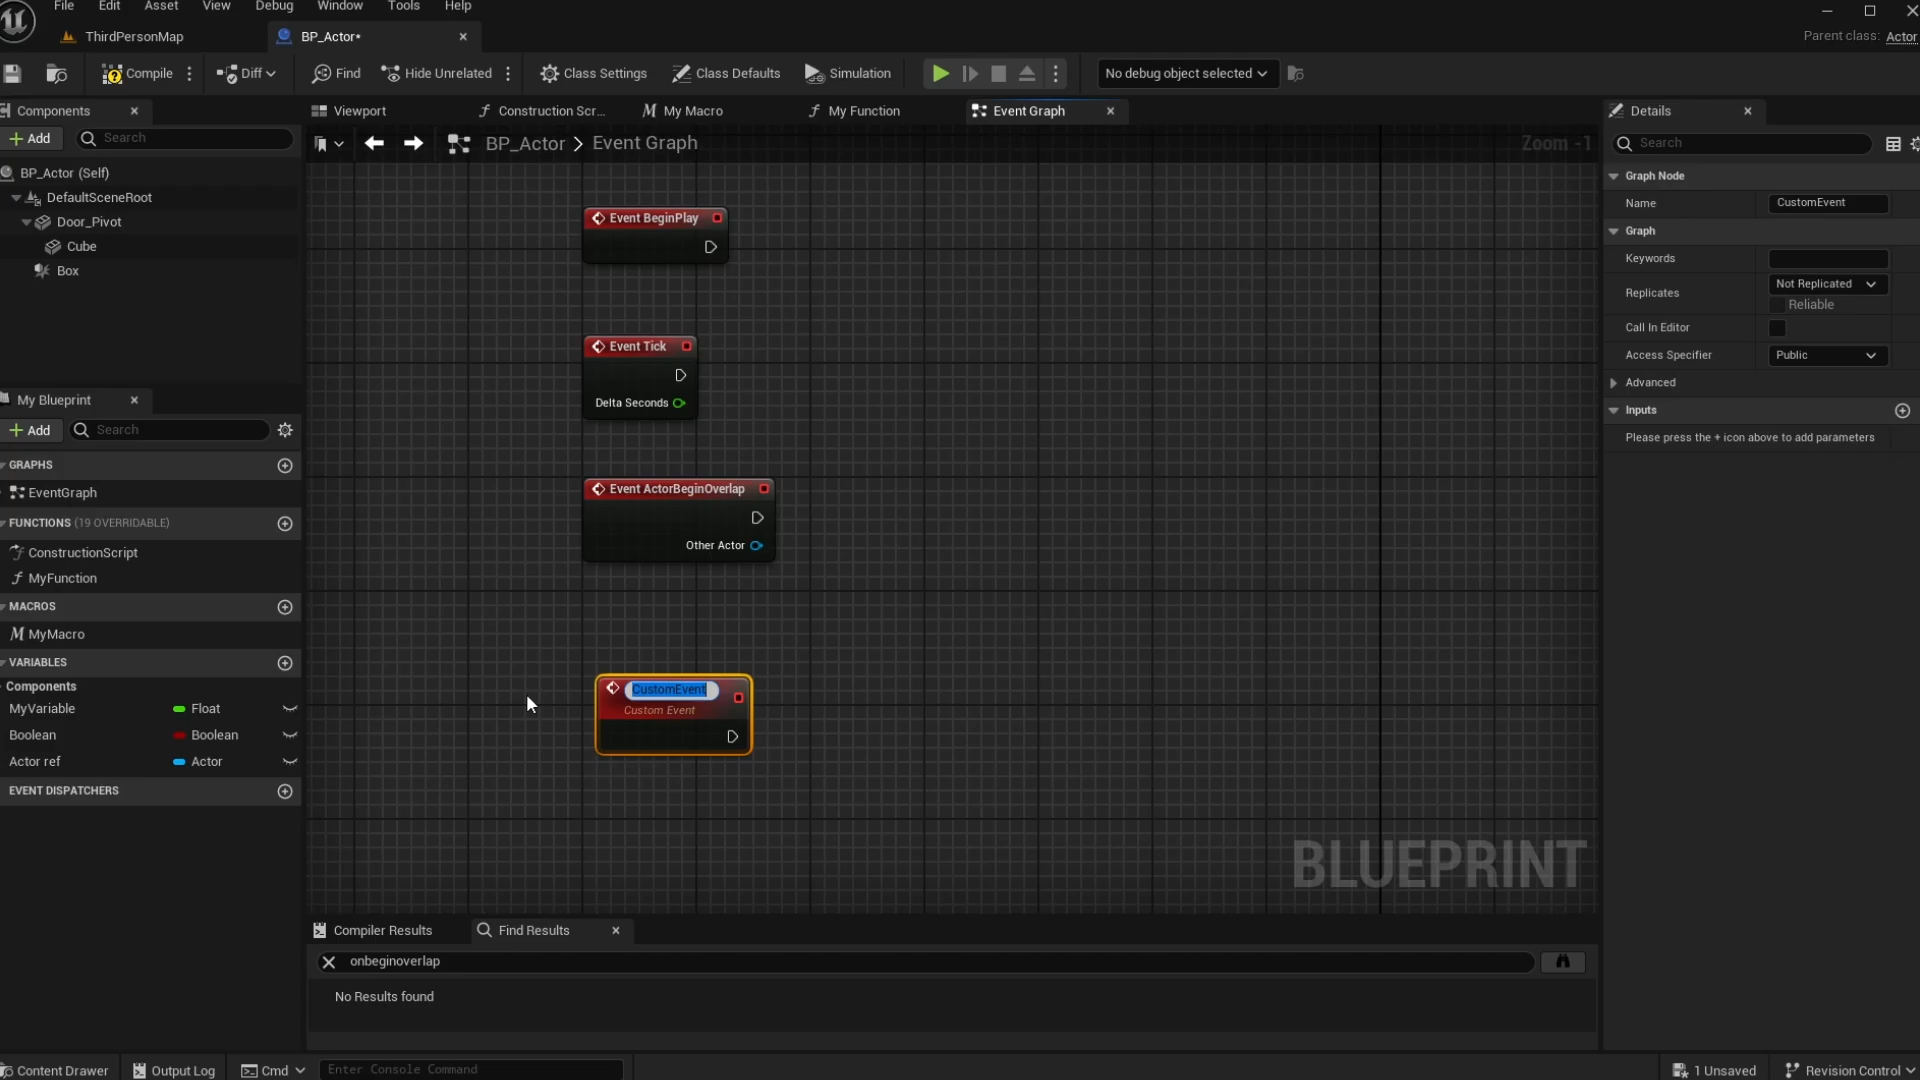 File Edit Asset View Debug Window Tools Help
ThirdPersonMap
BP_Actor•
Parent class: Actor
Compile
Diff
Find
Hide Unrelated
Class Settings
Class Defaults
Simulation
No debug object selected
Components
Add
Search
BP_Actor (Self)
DefaultSceneRoot
Door_Pivot
Cube
Box
My Blueprint
Add
Search
GRAPHS
EventGraph
FUNCTIONS (19 OVERRIDABLE)
ConstructionScript
MyFunction
MACROS
MyMacro
VARIABLES
Components
MyVariable Float
Boolean Boolean
Actor ref Actor
EVENT DISPATCHERS
Viewport
Construction Scr...
My Macro
My Function
Event Graph
BP_Actor > Event Graph
Zoom -1
Event BeginPlay
Event Tick
Delta Seconds
Event ActorBeginOverlap
Other Actor
CustomEvent
Custom Event
BLUEPRINT
Compiler Results
Find Results
onbeginoverlap
No Results found
Details
Search
Graph Node
Name CustomEvent
Graph
Keywords
Replicates Not Replicated
Reliable
Call In Editor
Access Specifier Public
Advanced
Inputs
Please press the + icon above to add parameters
Content Drawer
Output Log
Cmd
Enter Console Command
1 Unsaved
Revision Control